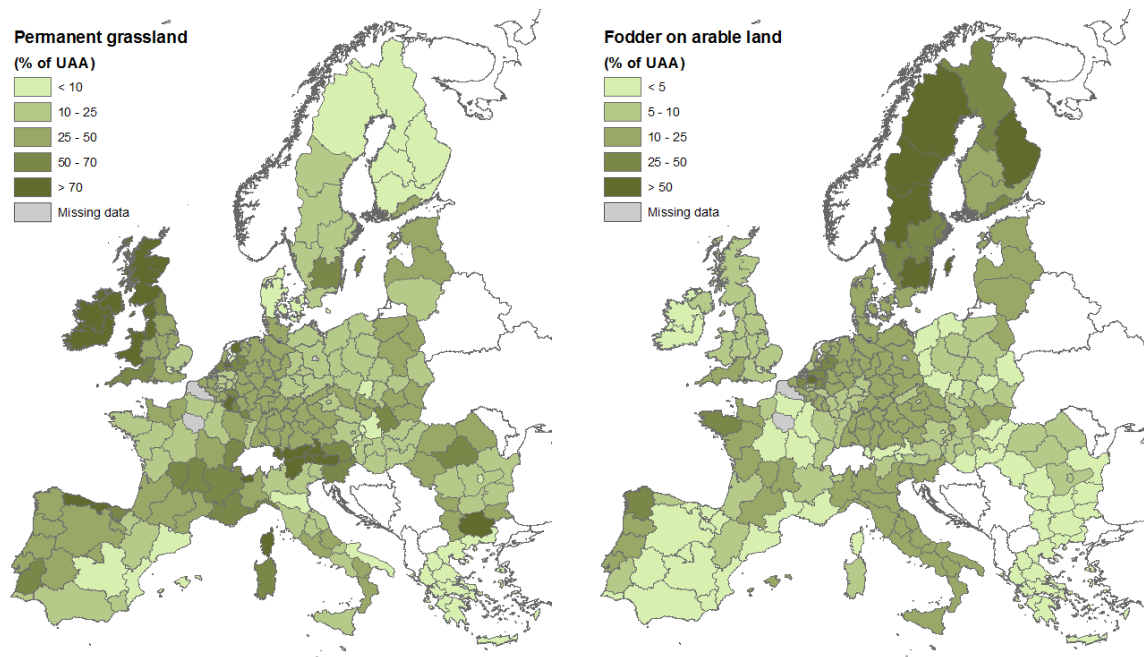 Permanent grassland
(% of UAA)
< 10
10 - 25
25 - 50
50 - 70
> 70
Missing data
Fodder on arable land
(% of UAA)
< 5
5 - 10
10 - 25
25 - 50
> 50
Missing data